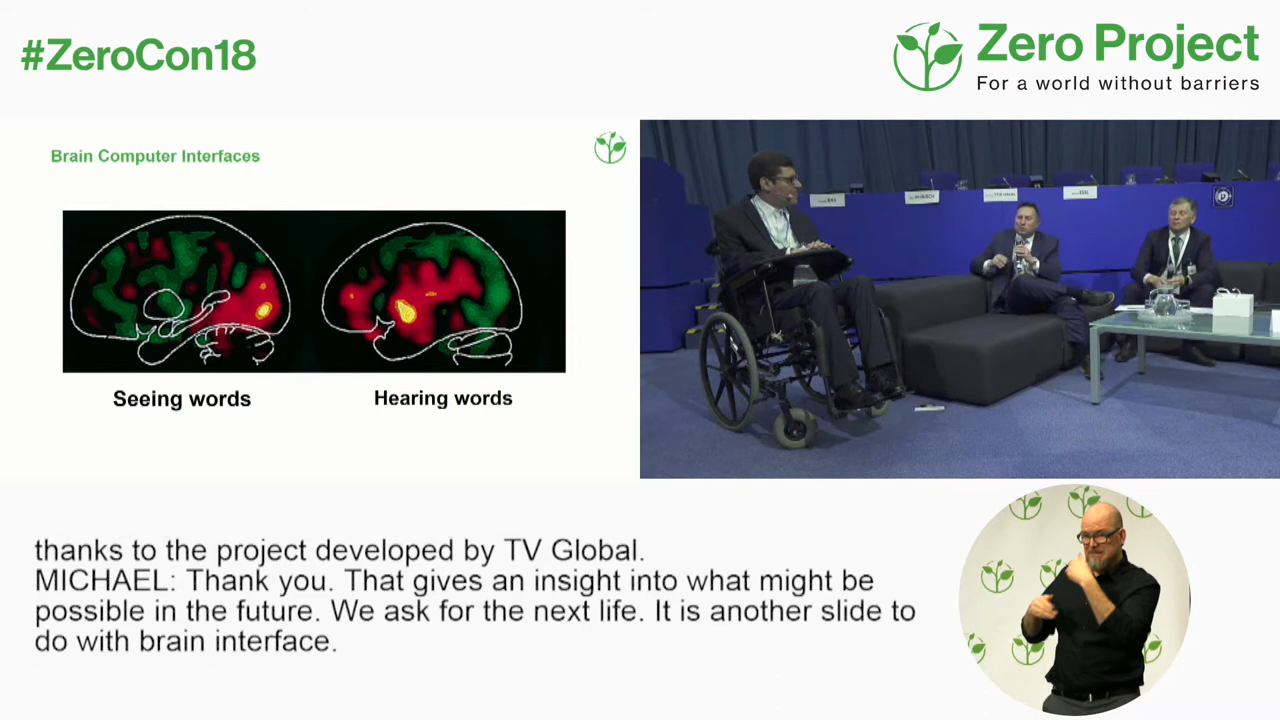 #ZeroCon18
Zero Project
For a world without barriers
Brain Computer Interfaces
Seeing words
Hearing words
thanks to the project developed by TV Global.
MICHAEL: Thank you. That gives an insight into what might be
possible in the future. We ask for the next life. It is another slide to
do with brain interface.